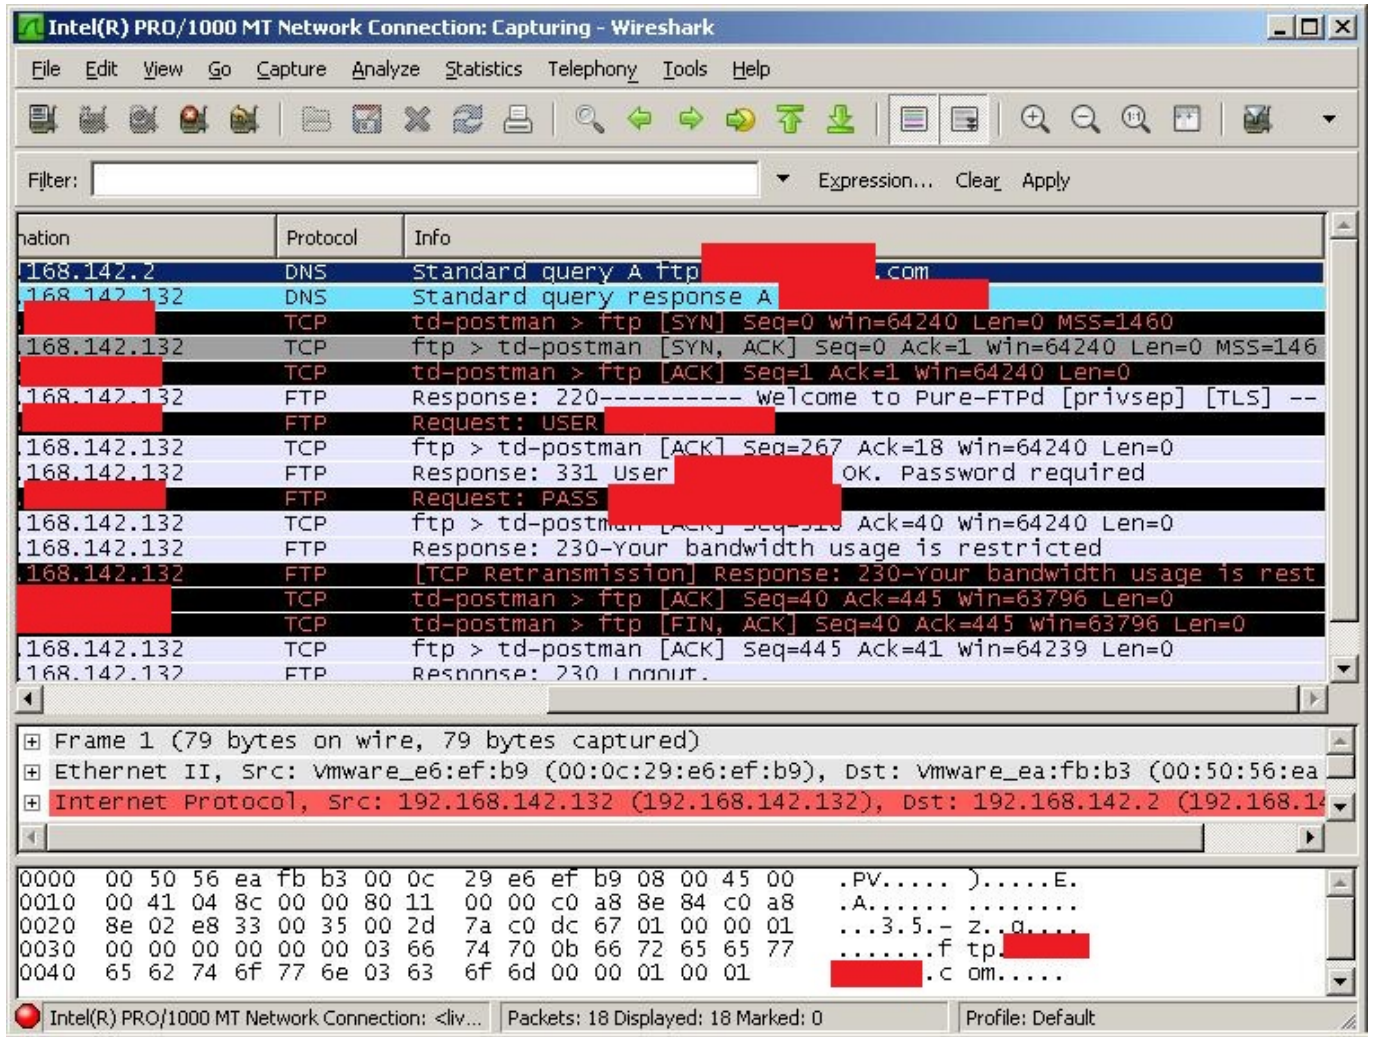 Intel(R) PRO/1000 MT Network Connection: Capturing - Wireshark
File Edit View Go Capture Analyze Statistics Telephony Tools Help
Filter: Expression... Clear Apply
nation Protocol Info
.168.142.2 DNS Standard query A ftp .com
.168.142.132 DNS Standard query response A
TCP td-postman > ftp [SYN] Seq=0 Win=64240 Len=0 MSS=1460
.168.142.132 TCP ftp > td-postman [SYN, ACK] Seq=0 Ack=1 Win=64240 Len=0 MSS=146
TCP td-postman > ftp [ACK] Seq=1 Ack=1 Win=64240 Len=0
.168.142.132 FTP Response: 220---------- Welcome to Pure-FTPd [privsep] [TLS] --
FTP Request: USER
.168.142.132 TCP ftp > td-postman [ACK] Seq=267 Ack=18 Win=64240 Len=0
.168.142.132 FTP Response: 331 User OK. Password required
FTP Request: PASS
.168.142.132 TCP ftp > td-postman [ACK] Ack=40 Win=64240 Len=0
.168.142.132 FTP Response: 230-Your bandwidth usage is restricted
.168.142.132 FTP [TCP Retransmission] Response: 230-Your bandwidth usage is rest
TCP td-postman > ftp [ACK] Seq=40 Ack=445 Win=63796 Len=0
TCP td-postman > ftp [FIN, ACK] Seq=40 Ack=445 Win=63796 Len=0
.168.142.132 TCP ftp > td-postman [ACK] Seq=445 Ack=41 Win=64239 Len=0
.168.142.132 FTP Response: 230 Logout.
Frame 1 (79 bytes on wire, 79 bytes captured)
Ethernet II, Src: Vmware_e6:ef:b9 (00:0c:29:e6:ef:b9), Dst: Vmware_ea:fb:b3 (00:50:56:ea
Internet Protocol, Src: 192.168.142.132 (192.168.142.132), Dst: 192.168.142.2 (192.168.14
0000 00 50 56 ea fb b3 00 0c 29 e6 ef b9 08 00 45 00 .PV..... ).....E.
0010 00 41 04 8c 00 00 80 11 00 00 c0 a8 8e 84 c0 a8 .A...... ........
0020 8e 02 e8 33 00 35 00 2d 7a c0 dc 67 01 00 00 01 ...3.5.- z..g....
0030 00 00 00 00 00 00 03 66 74 70 0b 66 72 65 65 77 .......f tp.
0040 65 62 74 6f 77 6e 03 63 6f 6d 00 00 01 00 01 .c om.....
Intel(R) PRO/1000 MT Network Connection: <liv... Packets: 18 Displayed: 18 Marked: 0 Profile: Default